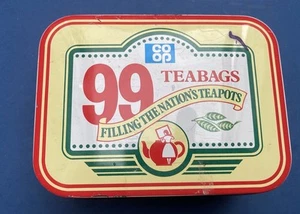 CO
OP
99 TEABAGS
FILLING THE NATION'S TEAPOTS